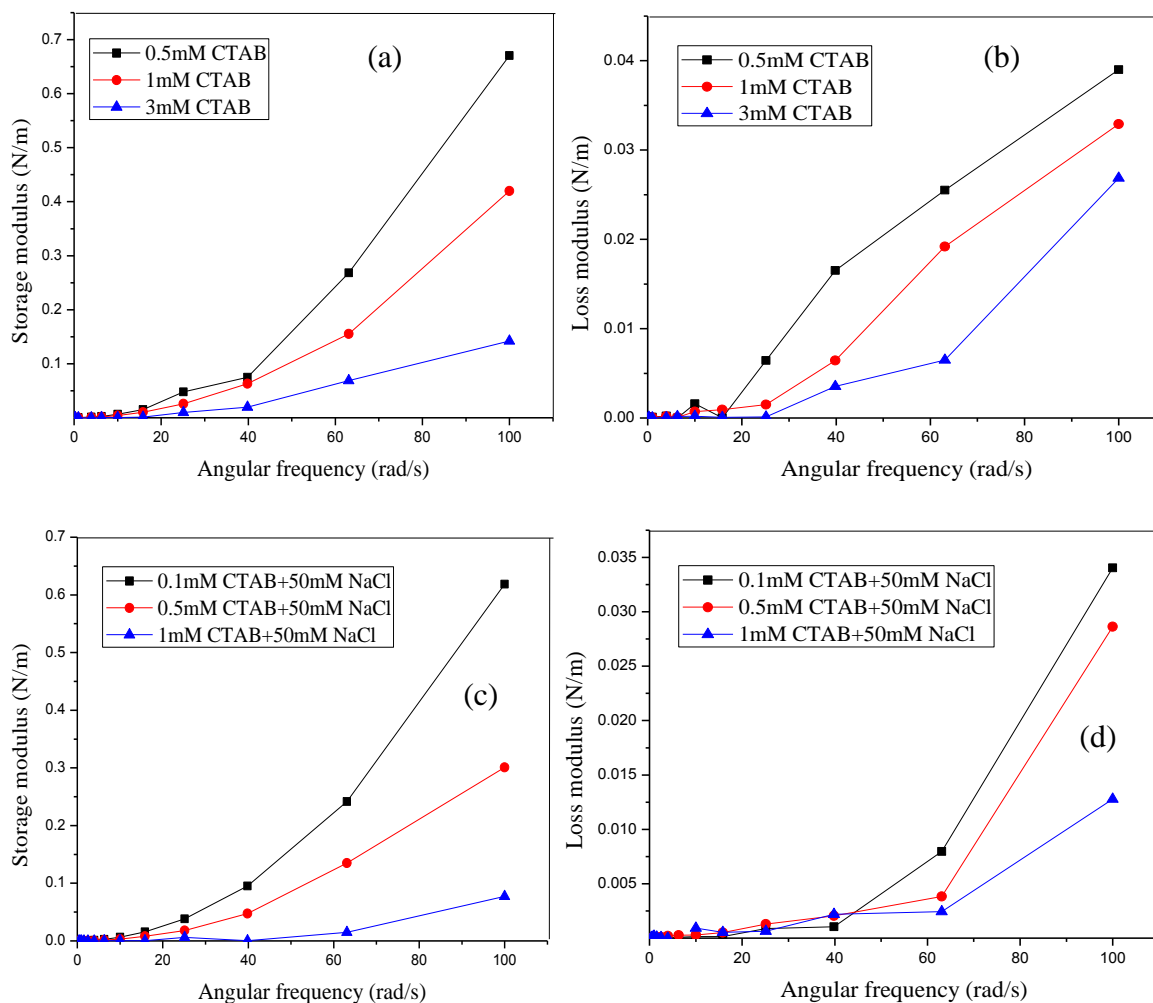 0.7
0.6
0.5
0.4
0.3
0.2
0.1
0 20 40 60 80 100
Storage modulus (N/m)
Angular frequency (rad/s)
0.5mM CTAB
1mM CTAB
3mM CTAB
(a)
0.04
0.03
0.02
0.01
0.00
0 20 40 60 80 100
Loss modulus (N/m)
Angular frequency (rad/s)
0.5mM CTAB
1mM CTAB
3mM CTAB
(b)
0.7
0.6
0.5
0.4
0.3
0.2
0.1
0.0
0 20 40 60 80 100
Storage modulus (N/m)
Angular frequency (rad/s)
0.1mM CTAB+50mM NaCl
0.5mM CTAB+50mM NaCl
1mM CTAB+50mM NaCl
(c)
0.035
0.030
0.025
0.020
0.015
0.010
0.005
0 20 40 60 80 100
Loss modulus (N/m)
Angular frequency (rad/s)
0.1mM CTAB+50mM NaCl
0.5mM CTAB+50mM NaCl
1mM CTAB+50mM NaCl
(d)